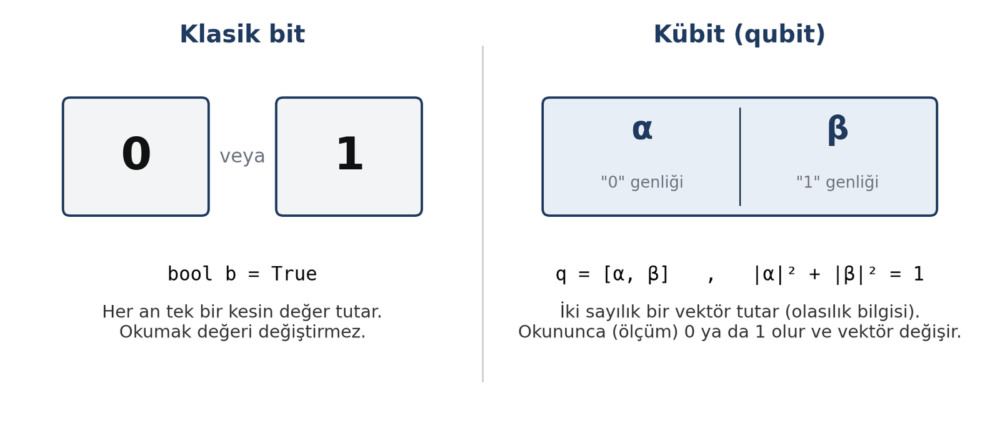 Klasik bit
0
veya
1
bool b = True
Her an tek bir kesin değer tutar.
Okumak değeri değiştirmez.
Kübit (qubit)
α
"0" genliği
β
"1" genliği
q = [α, β]   ,   |α|² + |β|² = 1
İki sayılık bir vektör tutar (olasılık bilgisi).
Okununca (ölçüm) 0 ya da 1 olur ve vektör değişir.